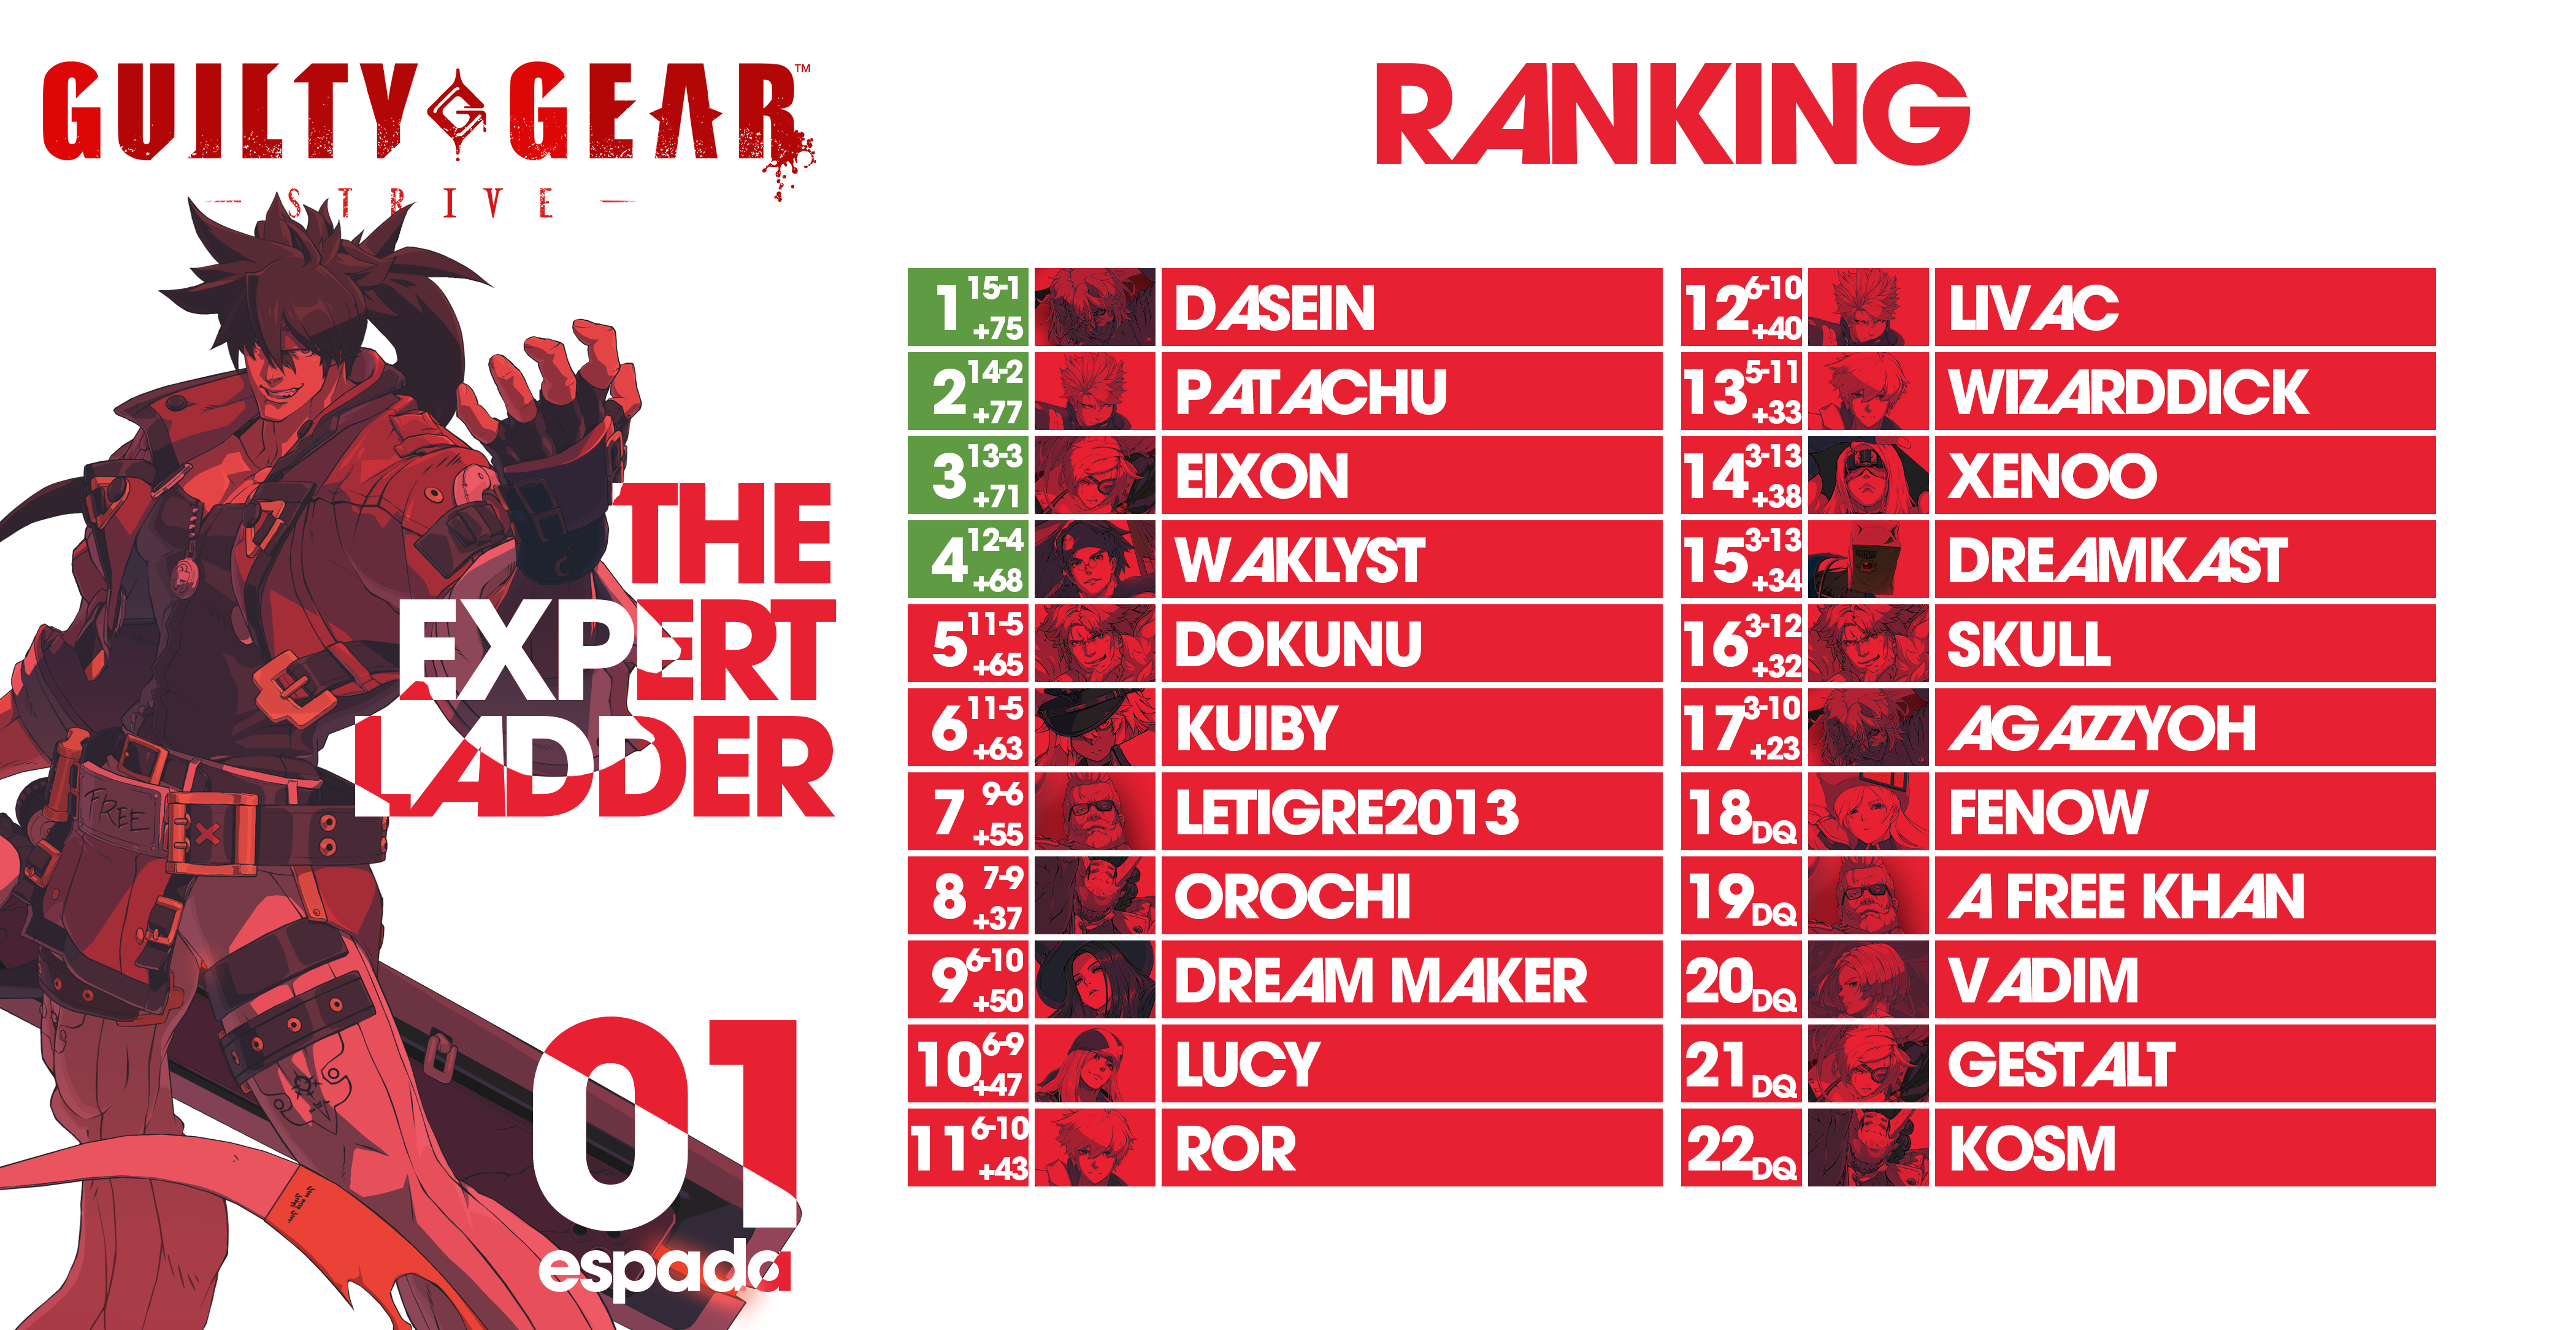 GUILTY GEAR™
STRIVE
THE
EXPERT
LADDER
01
espada
RANKING
1 15-1 +75 DASEIN
2 14-2 +77 PATACHU
3 13-3 +71 EIXON
4 12-4 +68 WAKLYST
5 11-5 +65 DOKUNU
6 11-5 +63 KUIBY
7 9-6 +55 LETIGRE2013
8 7-9 +37 OROCHI
9 6-10 +50 DREAM MAKER
10 6-9 +47 LUCY
11 6-10 +43 ROR
12 6-10 +40 LIVAC
13 5-11 +33 WIZARDDICK
14 3-13 +38 XENOO
15 3-13 +34 DREAMKAST
16 3-12 +32 SKULL
17 3-10 +23 AGAZZYOH
18 DQ FENOW
19 DQ A FREE KHAN
20 DQ VADIM
21 DQ GESTALT
22 DQ KOSM
FREE